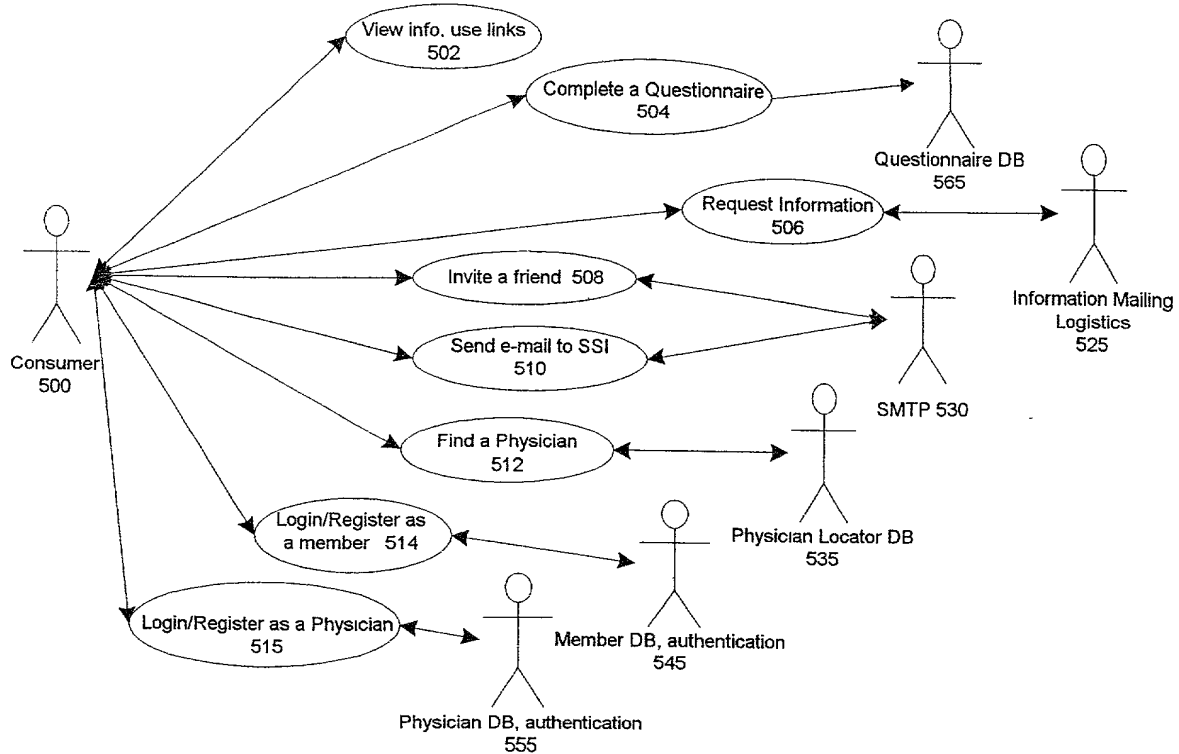 View info, use links
502
Complete a Questionnaire
504
Questionnaire DB
565
Request Information
506
Information Mailing
Logistics
525
Invite a friend 508
Send e-mail to SSI
510
SMTP 530
Consumer
500
Find a Physician
512
Physician Locator DB
535
Login/Register as
a member 514
Member DB, authentication
545
Login/Register as a Physician
515
Physician DB, authentication
555